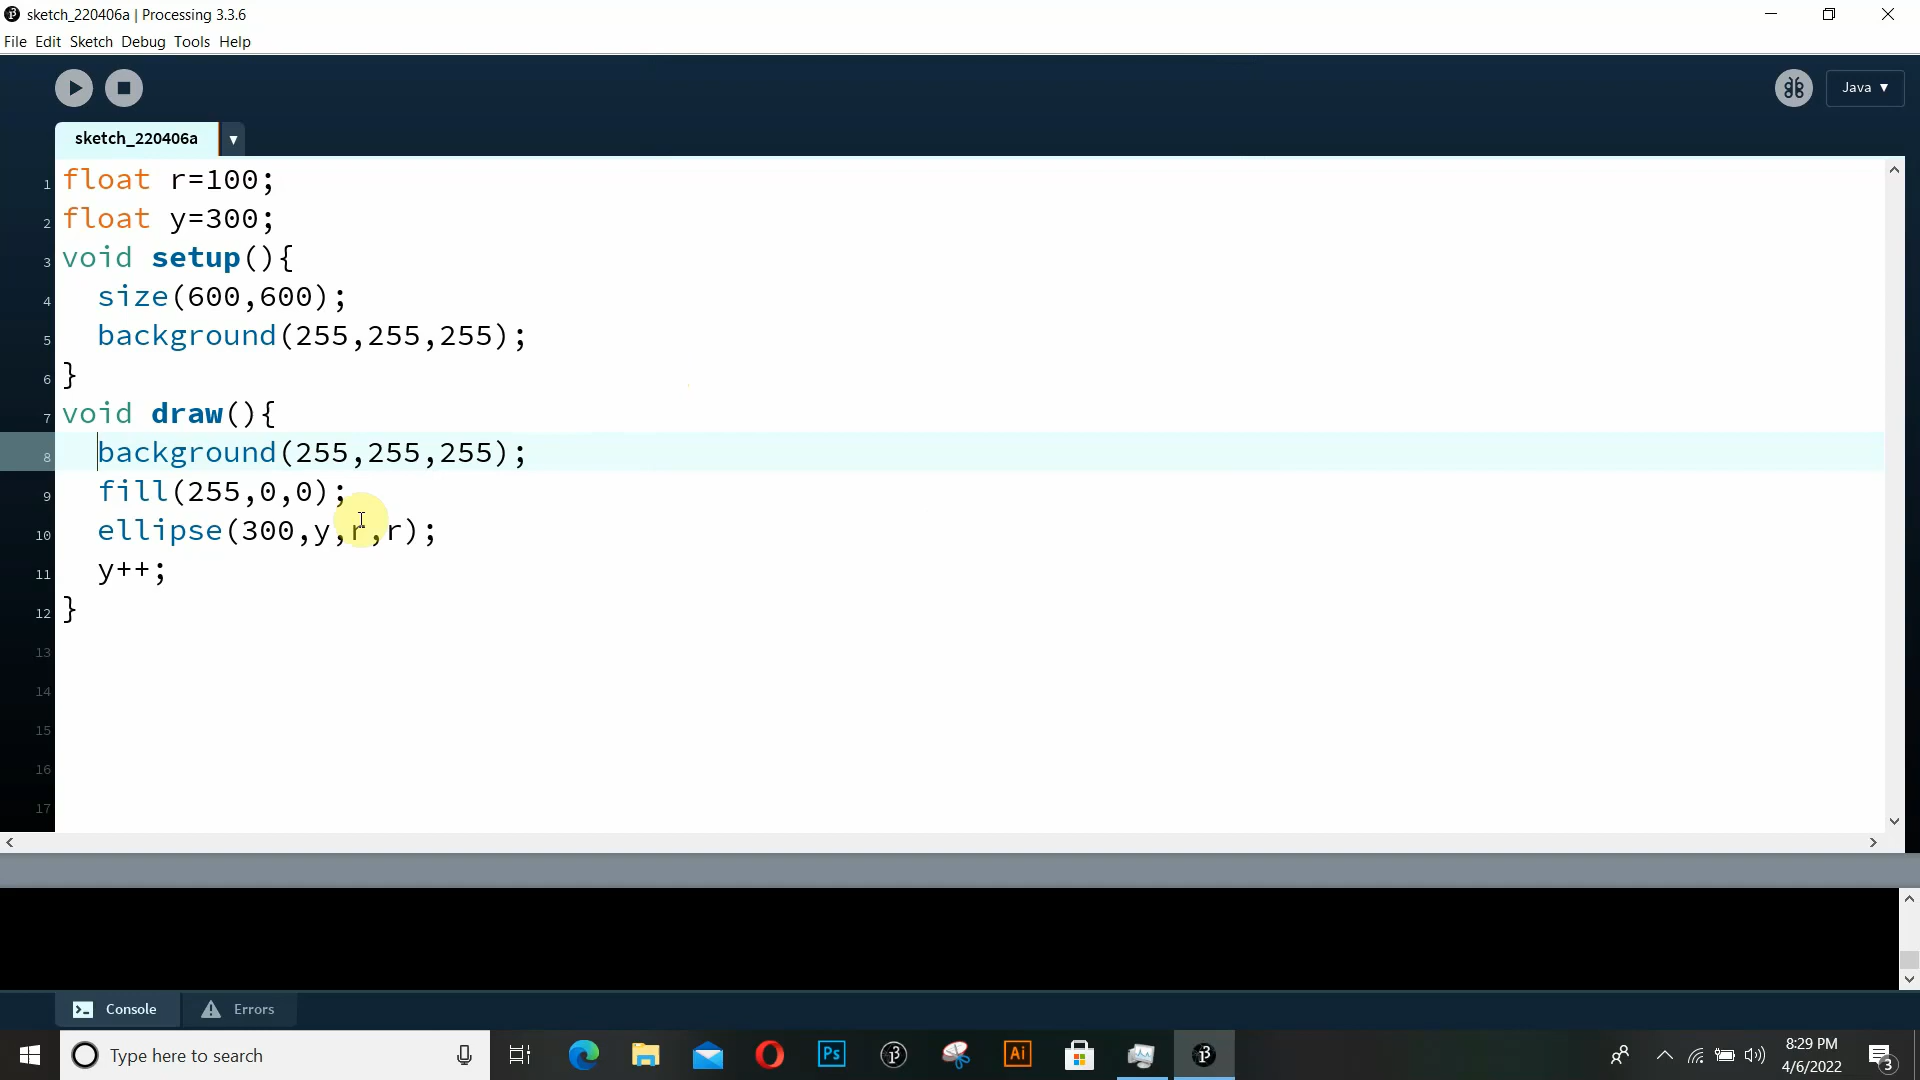 sketch_220406a | Processing 3.3.6
File Edit Sketch Debug Tools Help
Java ▼
sketch_220406a ▼
1 float r=100;
2 float y=300;
3 void setup(){
4 size(600,600);
5 background(255,255,255);
6 }
7 void draw(){
8 background(255,255,255);
9 fill(255,0,0);
10 ellipse(300,y,r,r);
11 y++;
12 }
13
14
15
16
17
>_ Console Errors
Type here to search
Ps
Ai
8:29 PM
4/6/2022
3